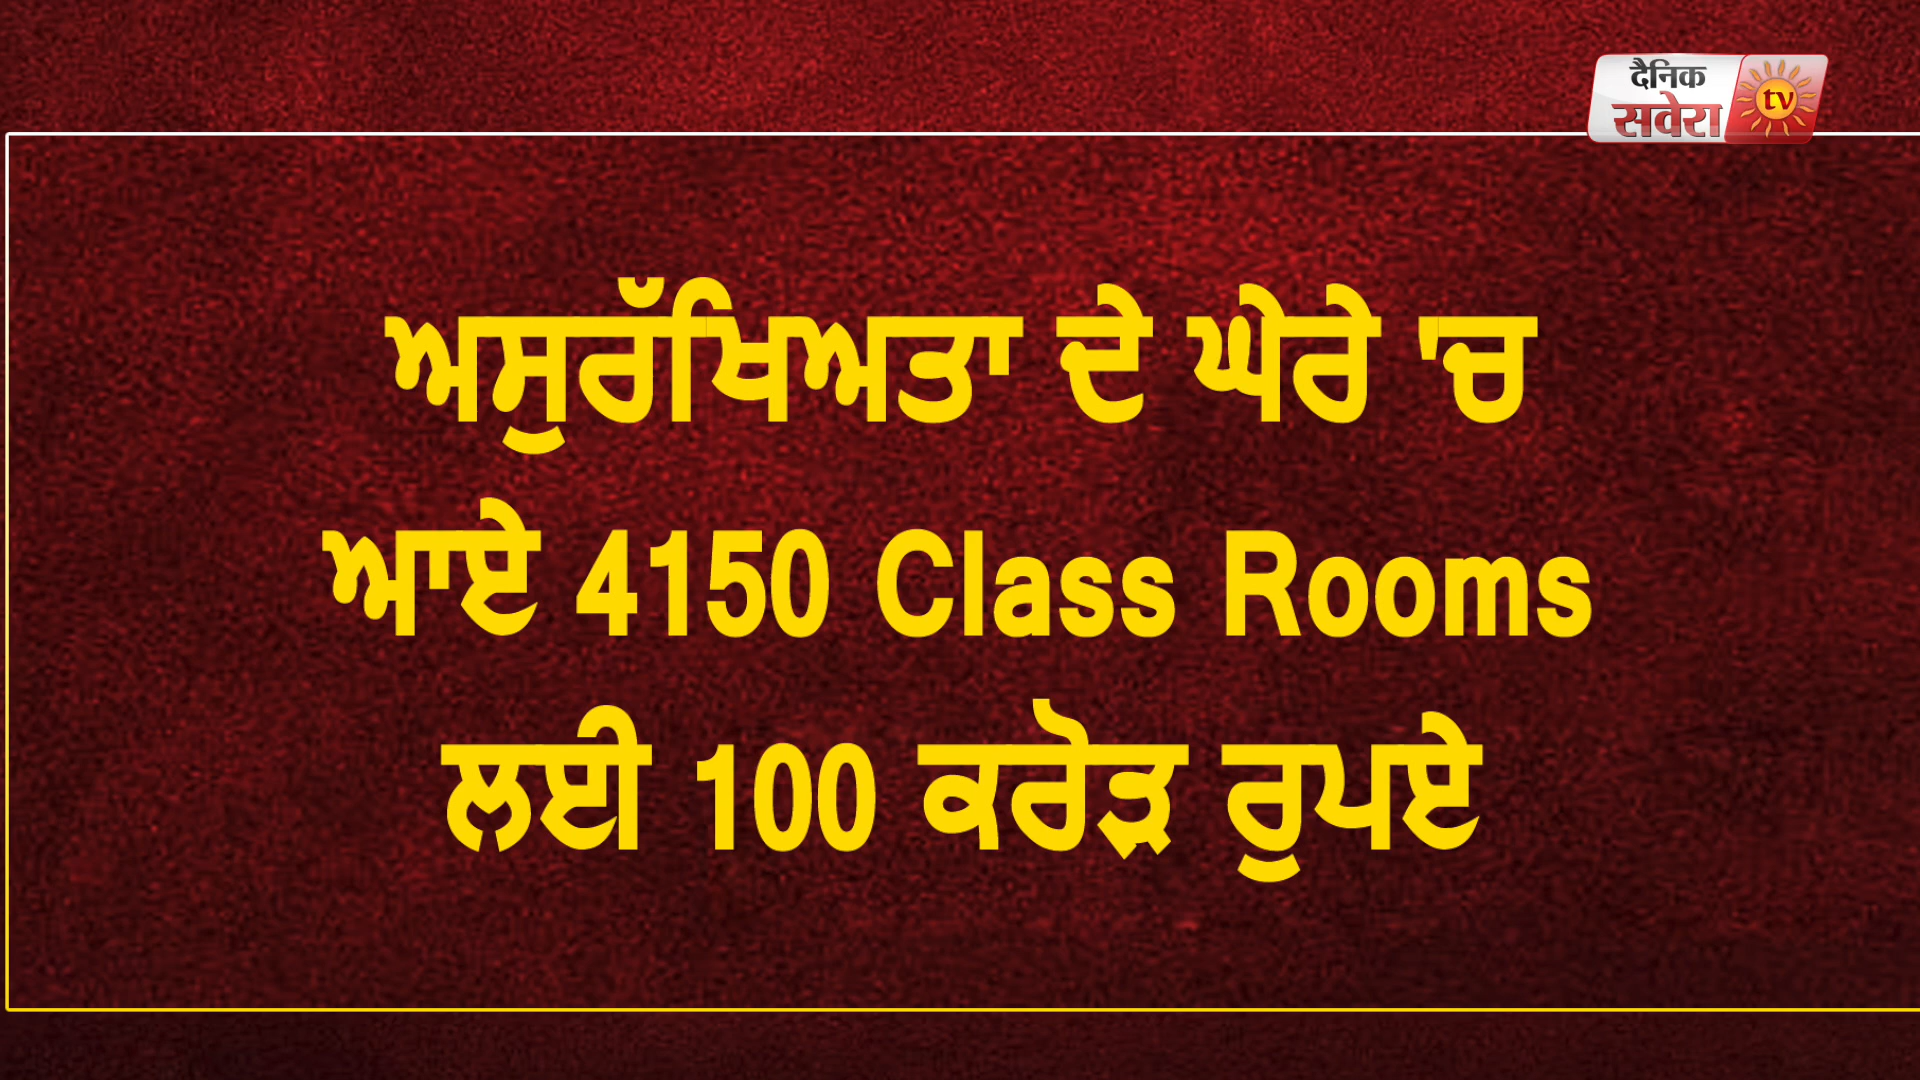 दैनिक
सवेरा tv
ਅਸੁਰੱਖਿਅਤਾ ਦੇ ਘੇਰੇ 'ਚ
ਆਏ 4150 Class Rooms
ਲਈ 100 ਕਰੋੜ ਰੁਪਏ